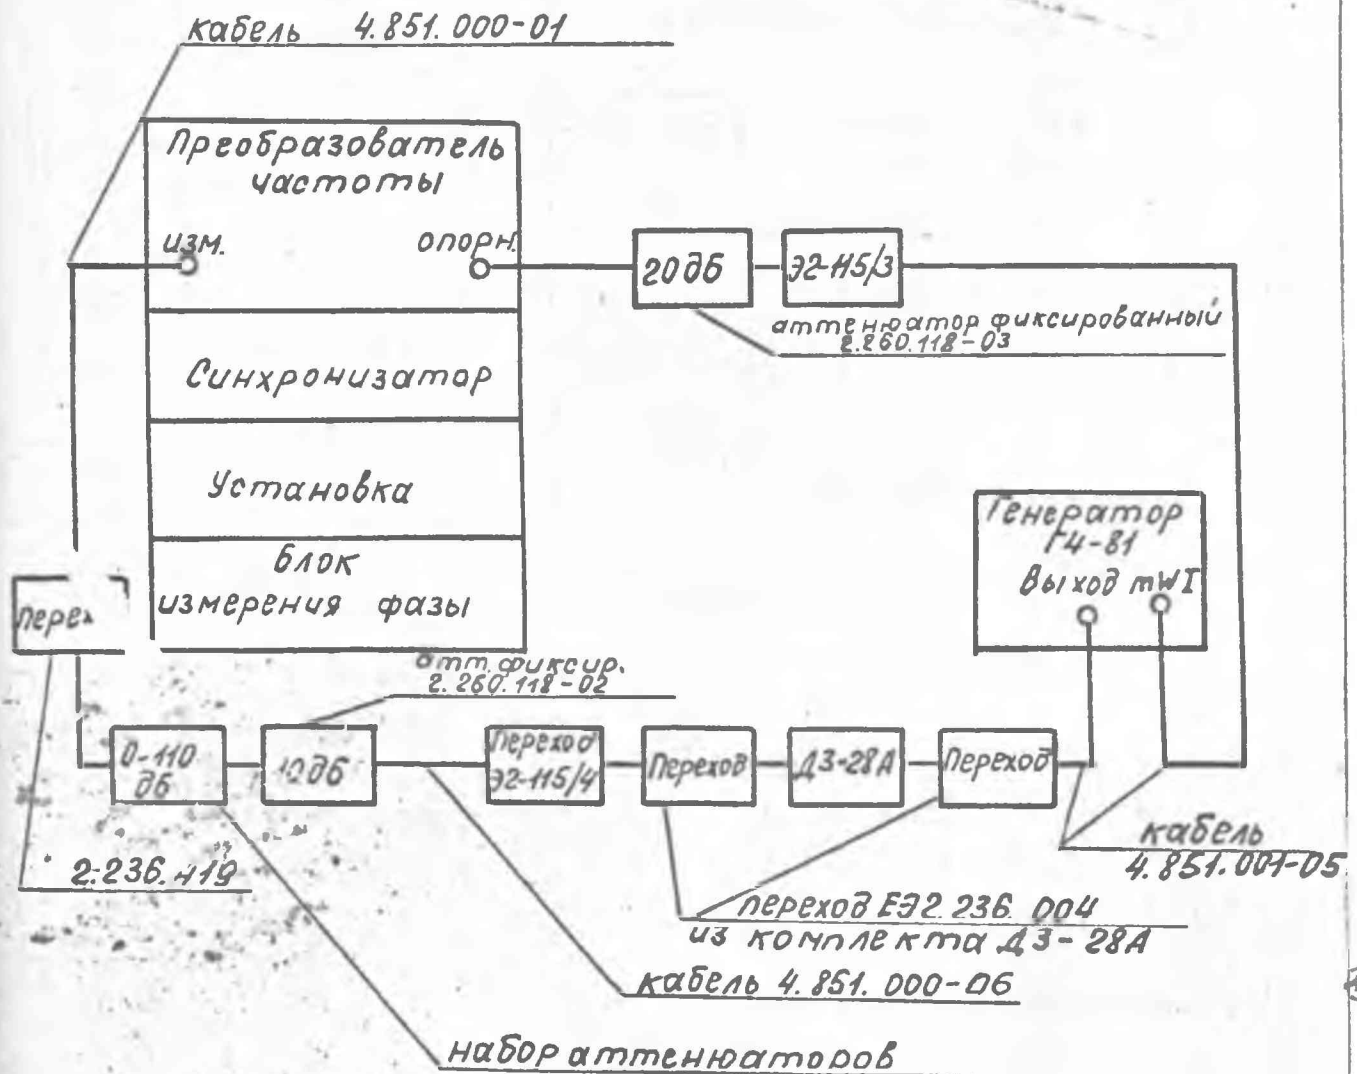 кабель 4.851.000-01
Преобразователь
частоты
изм. опорн.
20дб
Э2-115/3
аттенюатор фиксированный
2.260.118-03
Синхронизатор
Установка
блок
измерения фазы
Генератор
Г4-81
Выход mWI
перех
атт. фиксир.
2.260.118-02
0-110
дб
10дб
Переход
Э2-115/4
Переход
Д3-28А
Переход
кабель
4.851.001-05
2.236.419
переход ЕЭ2.236.004
из комплекта Д3-28А
кабель 4.851.000-06
набор аттенюаторов